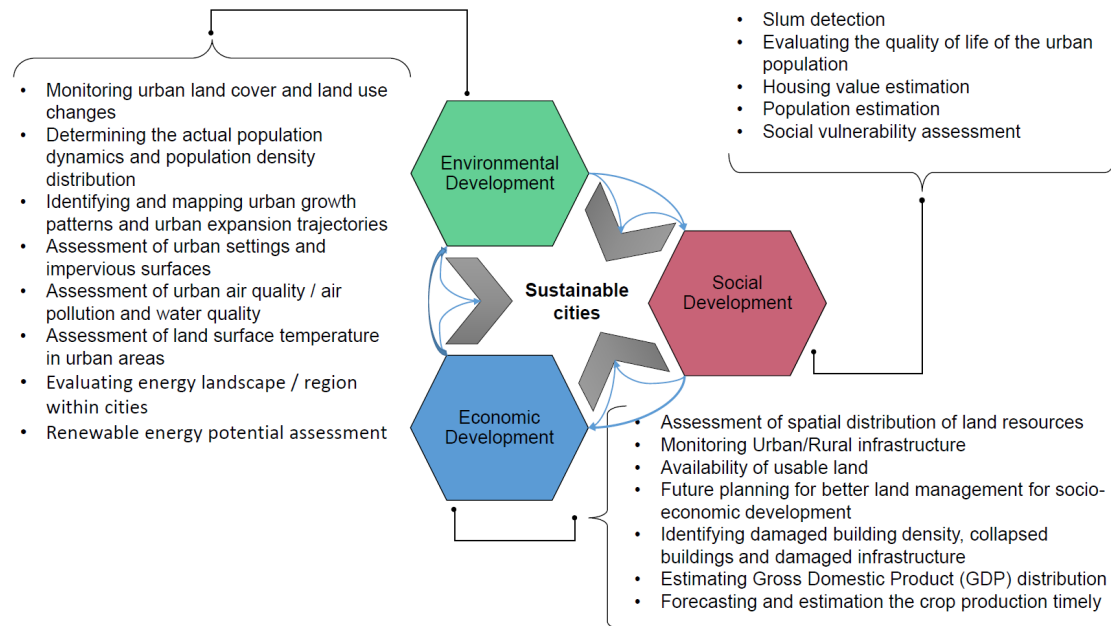 • Monitoring urban land cover and land use
changes
• Determining the actual population
dynamics and population density
distribution
• Identifying and mapping urban growth
patterns and urban expansion trajectories
• Assessment of urban settings and
impervious surfaces
• Assessment of urban air quality / air
pollution and water quality
• Assessment of land surface temperature
in urban areas
• Evaluating energy landscape / region
within cities
• Renewable energy potential assessment
Environmental
Development
• Slum detection
• Evaluating the quality of life of the urban
population
• Housing value estimation
• Population estimation
• Social vulnerability assessment
Social
Development
Sustainable
cities
Economic
Development
• Assessment of spatial distribution of land resources
• Monitoring Urban/Rural infrastructure
• Availability of usable land
• Future planning for better land management for socio-
economic development
• Identifying damaged building density, collapsed
buildings and damaged infrastructure
• Estimating Gross Domestic Product (GDP) distribution
• Forecasting and estimation the crop production timely